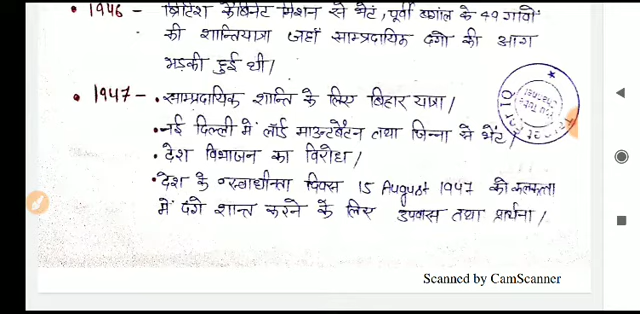 • 1946 - ब्रिटिश कैबिनेट मिशन से भेंट, पूर्वी बंगाल के 49 गावों
की शान्तियात्रा जहाँ साम्प्रदायिक दंगो की आग
भड़की हुई थी।
• 1947 - • साम्प्रदायिक शान्ति के लिए बिहार यात्रा।
• नई दिल्ली में लॉर्ड माउन्टबेटन तथा जिन्ना से भेंट।
• देश विभाजन का विरोध।
• देश के स्वाधीनता दिवस 15 August 1947 को कलकत्ता
में दंगे शान्त करने के लिए उपवास तथा प्रार्थना।
Scanned by CamScanner